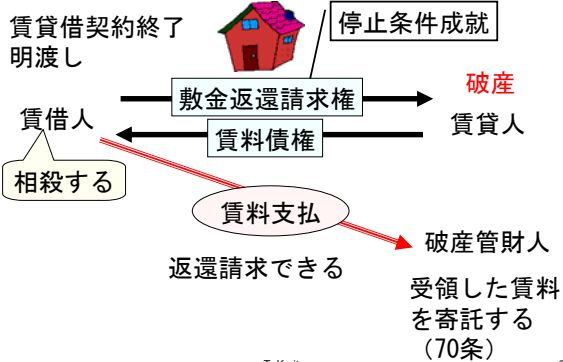 賃貸借契約終了
明渡し
停止条件成就
敷金返還請求権
破産
賃借人
賃料債権
賃貸人
相殺する
賃料支払
破産管財人
返還請求できる
受領した賃料
を寄託する
（70条）